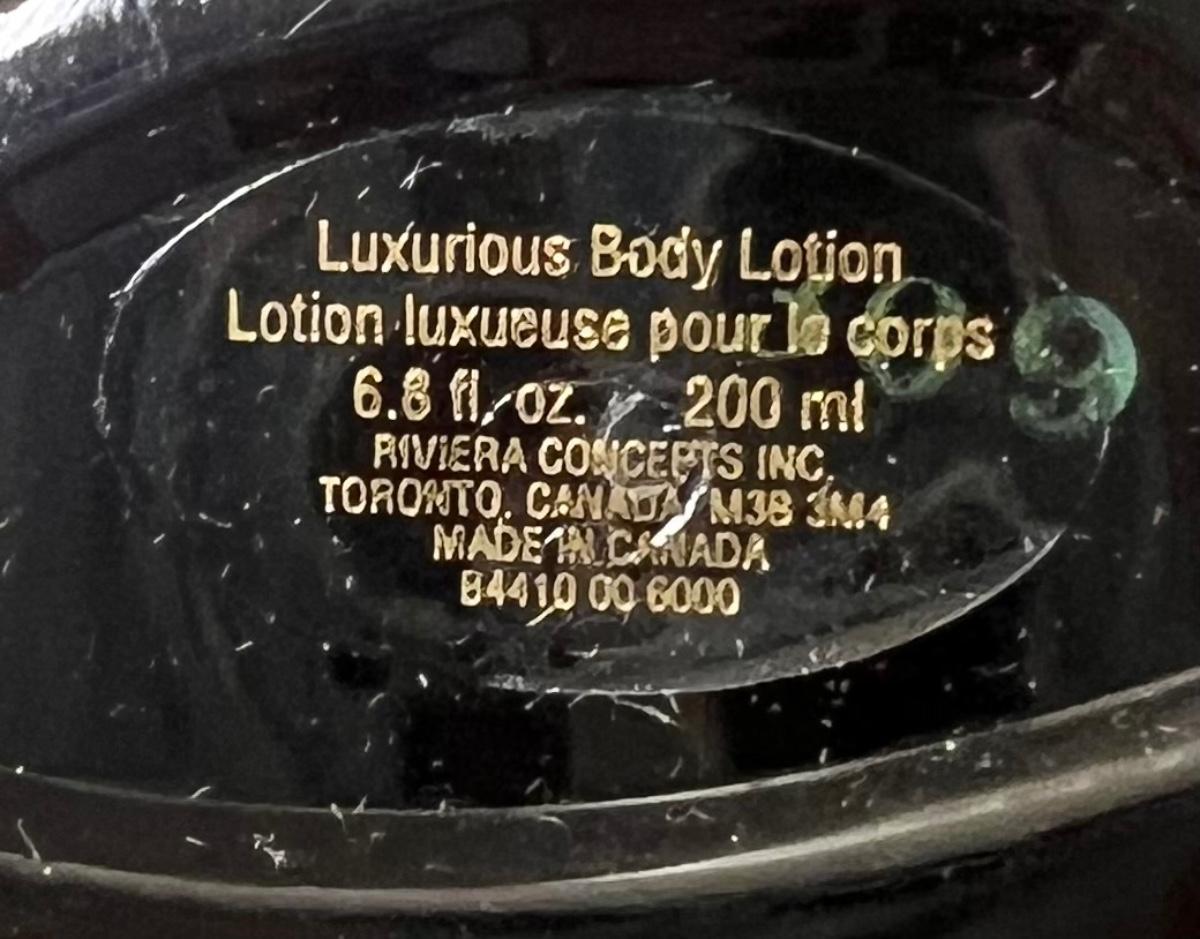 Luxurious Body Lotion
Lotion luxueuse pour le corps
6.8 fl. oz. 200 ml
RIVIERA CONCEPTS INC.
TORONTO, CANADA M3B 3M4
MADE IN CANADA
B4410 00 6000